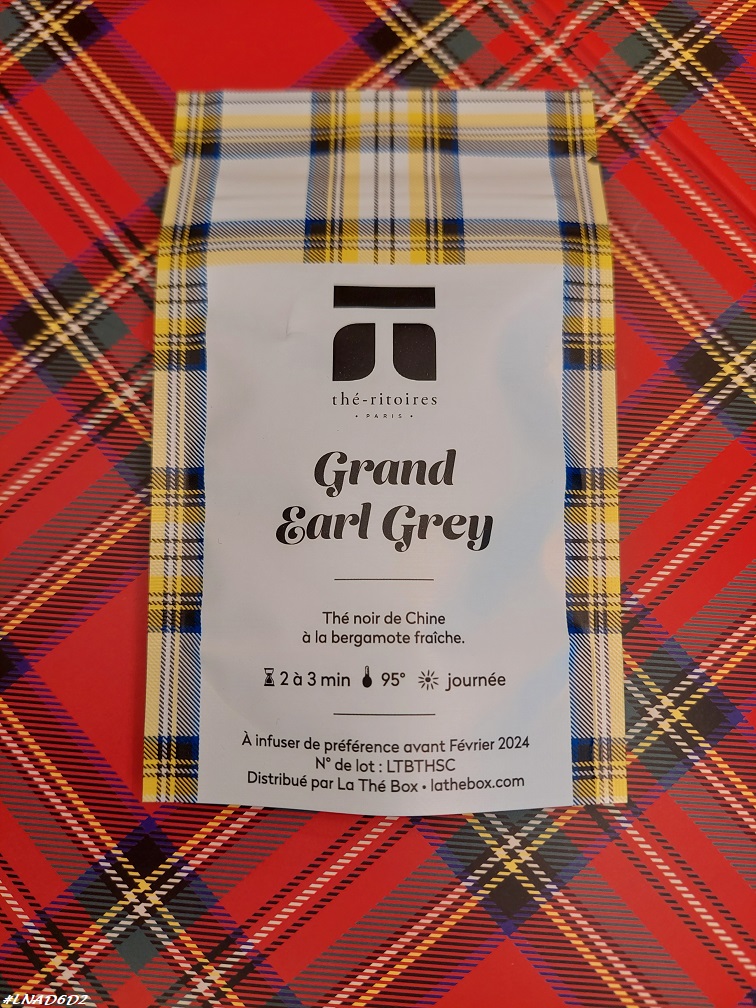 thé-ritoires
• PARIS •
Grand
Earl Grey
Thé noir de Chine
à la bergamote fraîche.
2 à 3 min 95° journée
À infuser de préférence avant Février 2024
N° de lot : LTBTHSC
Distribué par La Thé Box • lathebox.com
#LNAD6D2